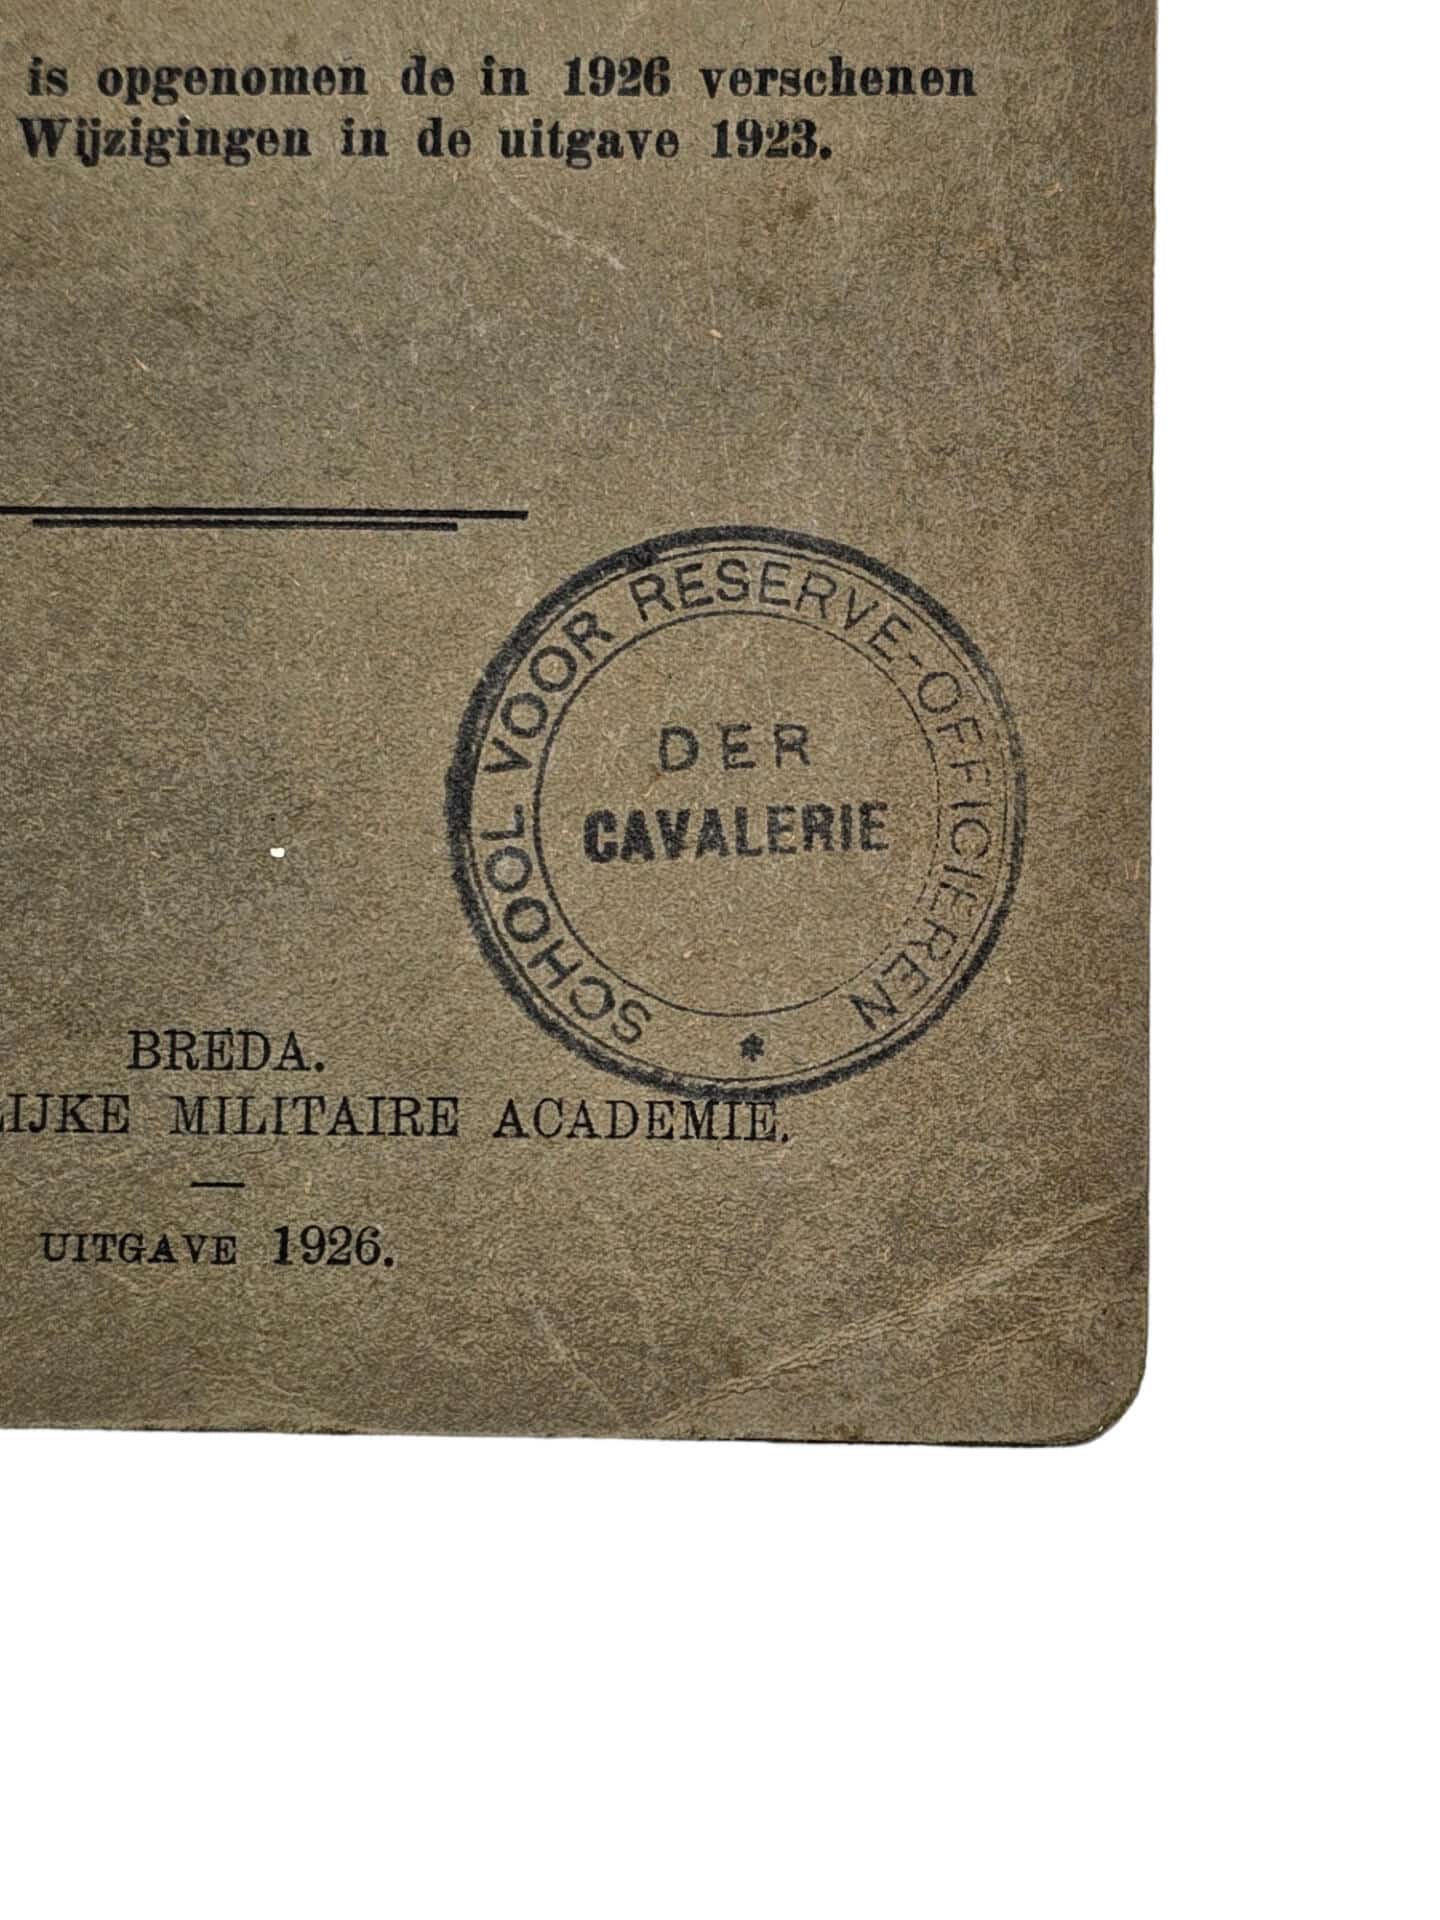 is opgenomen de in 1926 verschenen
Wijzigingen in de uitgave 1923.
SCHOOL VOOR RESERVE-OFFICIEREN
DER
CAVALERIE
*
BREDA.
LIJKE MILITAIRE ACADEMIE.
—
UITGAVE 1926.